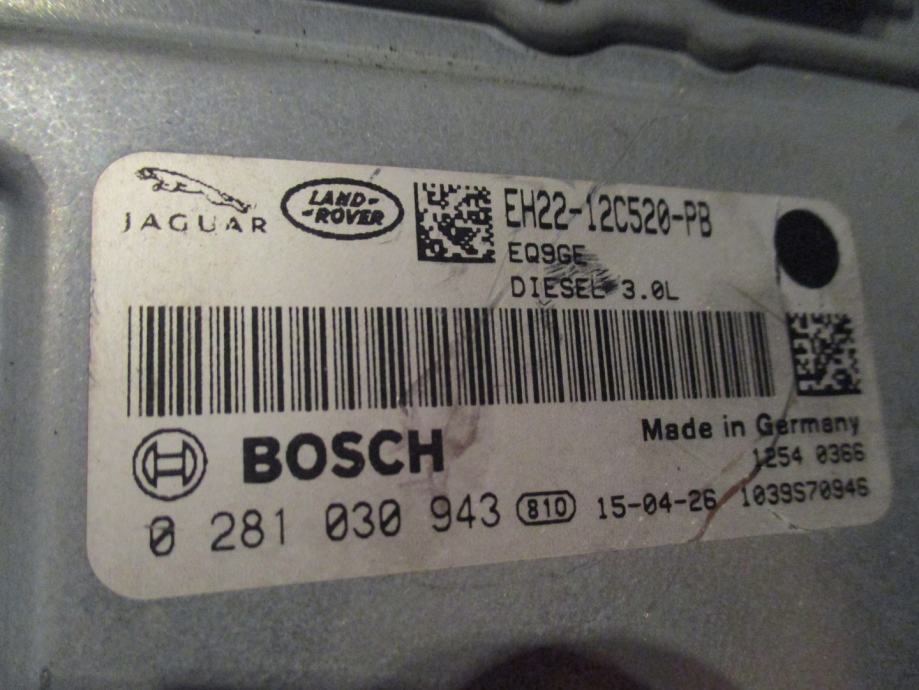 JAGUAR
LAND-
-ROVER
EH22-12C520-PB
EQ9GE
DIESEL 3.0L
BOSCH
Made in Germany
1254 0366
0 281 030 943 810 15-04-26 1039S70946